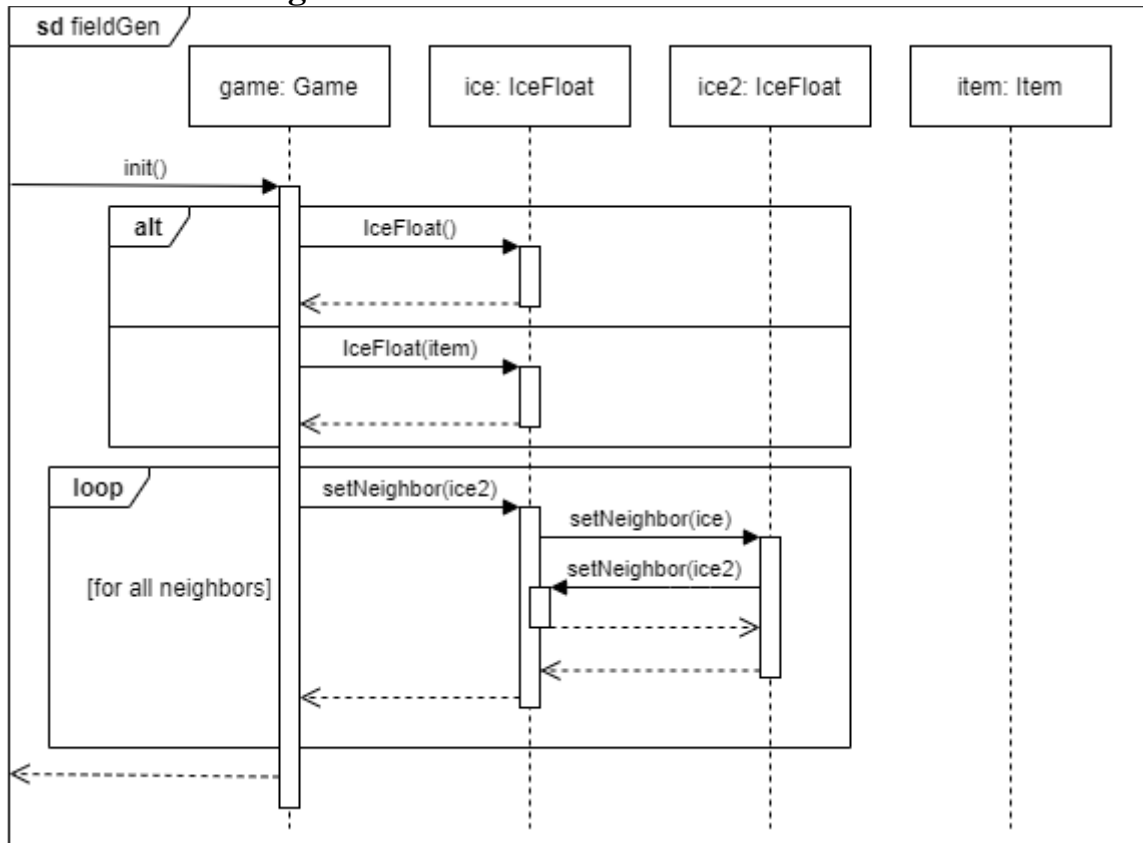 sd fieldGen
game: Game
ice: IceFloat
ice2: IceFloat
item: Item
init()
alt
IceFloat()
IceFloat(item)
loop
setNeighbor(ice2)
setNeighbor(ice)
setNeighbor(ice2)
[for all neighbors]